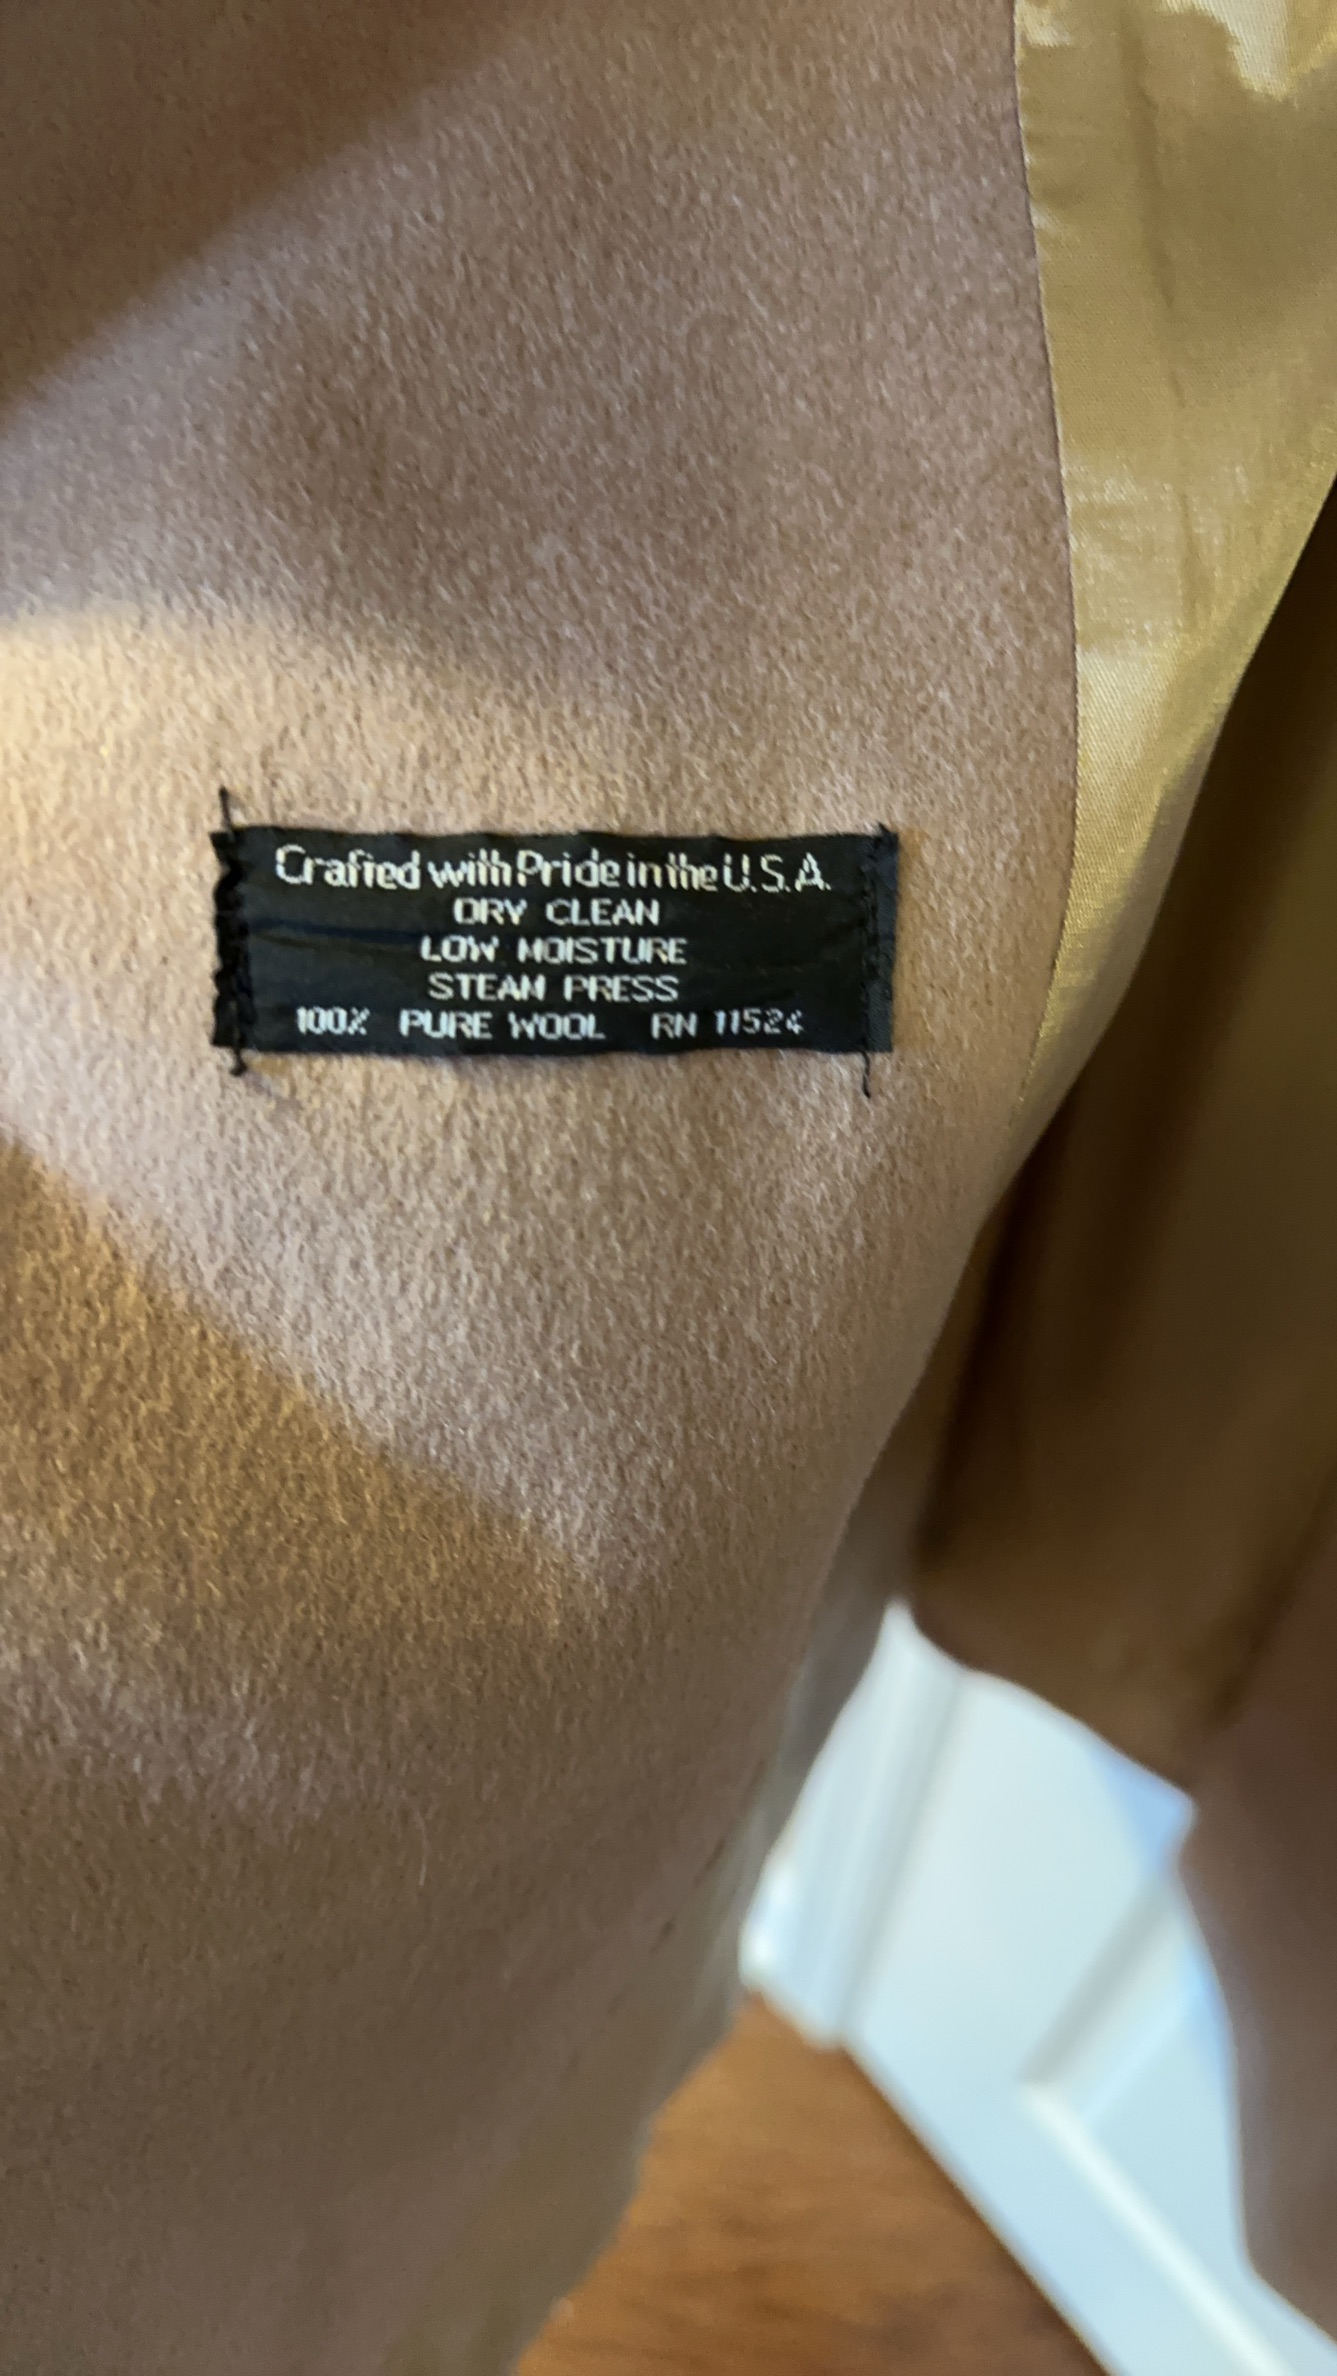 Crafted with Pride in the U.S.A.
DRY CLEAN
LOW MOISTURE
STEAM PRESS
100% PURE WOOL RN 11524